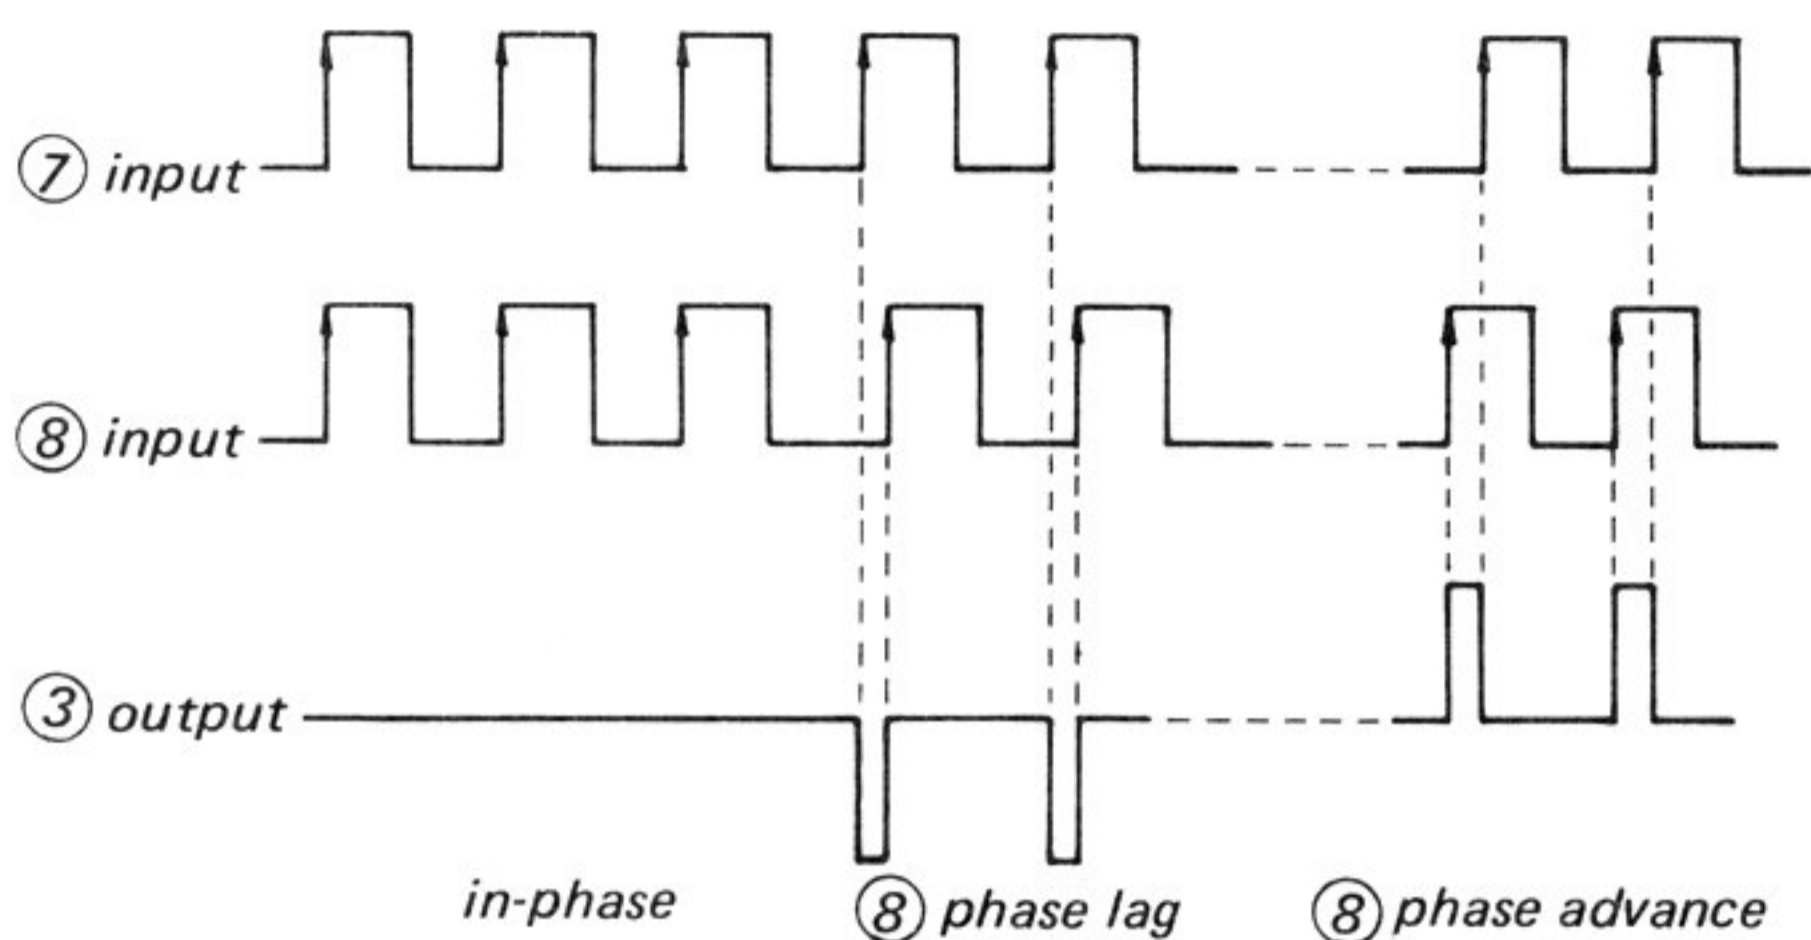 ⑦ input
⑧ input
③ output
in-phase ⑧ phase lag ⑧ phase advance